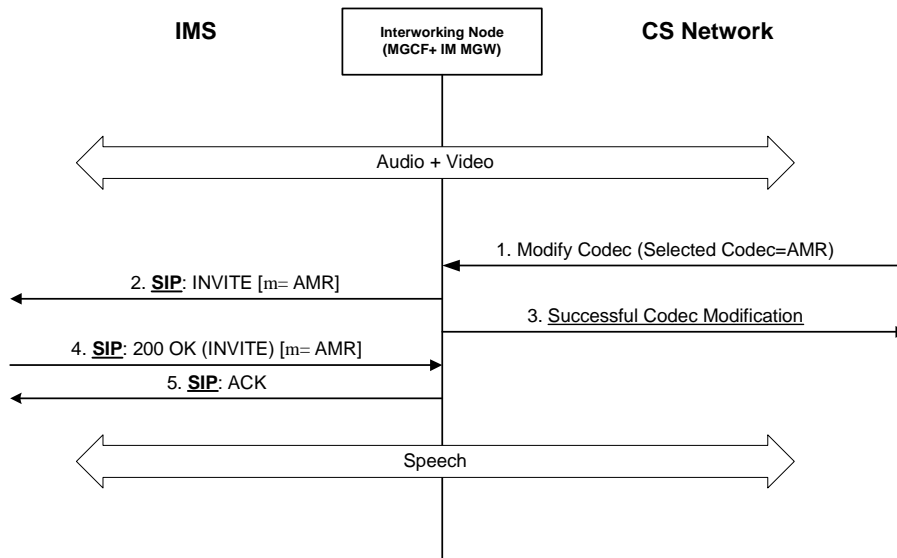 IMS
Interworking Node
(MGCF+ IM MGW)
CS Network
Audio + Video
1. Modify Codec (Selected Codec=AMR)
2. SIP: INVITE [m= AMR]
3. Successful Codec Modification
4. SIP: 200 OK (INVITE) [m= AMR]
5. SIP: ACK
Speech